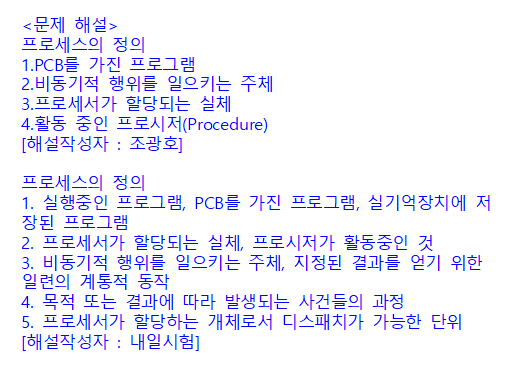 <문제 해설>
프로세스의 정의
1.PCB를 가진 프로그램
2.비동기적 행위를 일으키는 주체
3.프로세서가 할당되는 실체
4.활동 중인 프로시저(Procedure)
[해설작성자 : 조광호]

프로세스의 정의
1. 실행중인 프로그램, PCB를 가진 프로그램, 실기억장치에 저
장된 프로그램
2. 프로세서가 할당되는 실체, 프로시저가 활동중인 것
3. 비동기적 행위를 일으키는 주체, 지정된 결과를 얻기 위한
일련의 계통적 동작
4. 목적 또는 결과에 따라 발생되는 사건들의 과정
5. 프로세서가 할당하는 개체로서 디스패치가 가능한 단위
[해설작성자 : 내일시험]